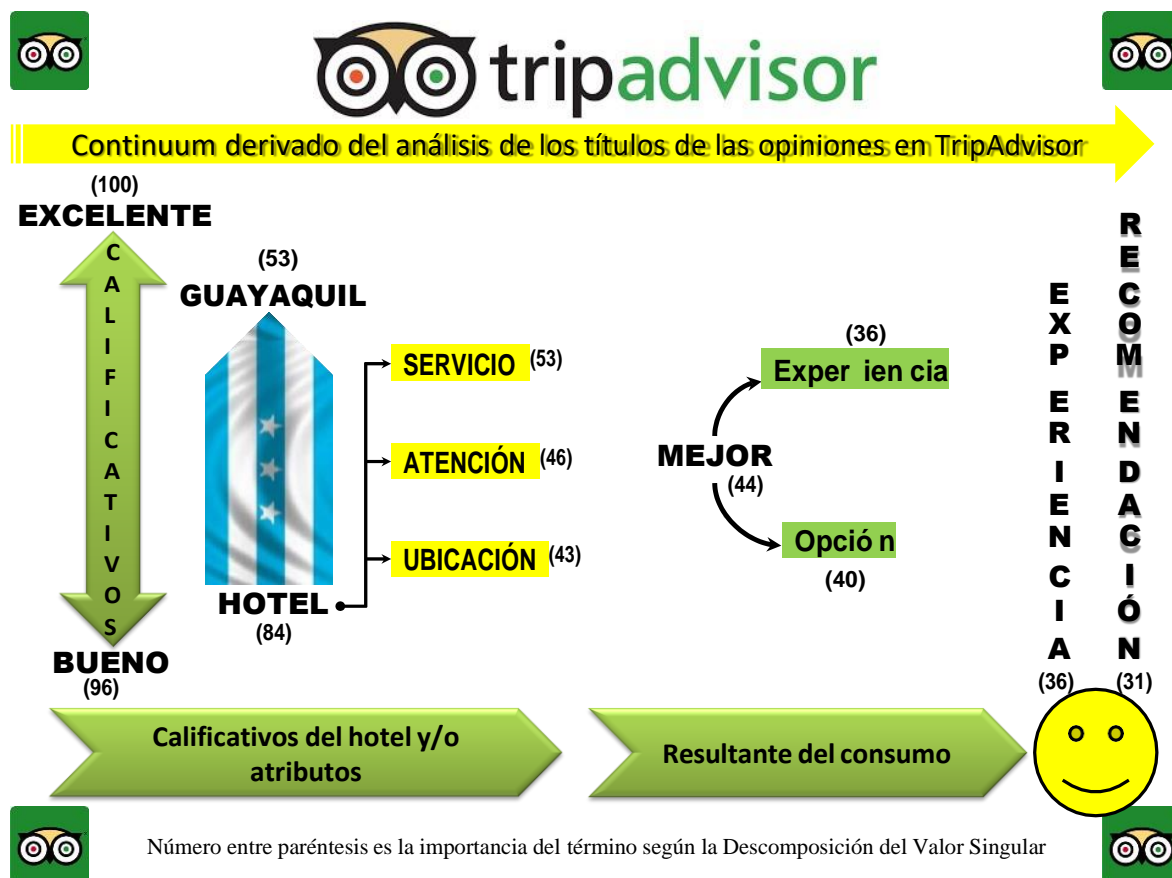 tripadvisor
Continuum derivado del análisis de los títulos de las opiniones en TripAdvisor
(100)
EXCELENTE
CALIFICATIVOS
BUENO
(96)
(53)
GUAYAQUIL
HOTEL
(84)
SERVICIO (53)
ATENCIÓN (46)
UBICACIÓN (43)
(36)
Exper ien cia
MEJOR
(44)
Opció n
(40)
EXPERIENCIA
(36)
RECOMENDACIÓN
(31)
Calificativos del hotel y/o
atributos
Resultante del consumo
Número entre paréntesis es la importancia del término según la Descomposición del Valor Singular